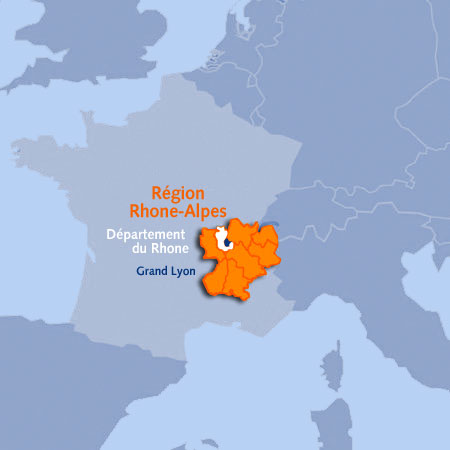 Région
Rhone-Alpes
Département
du Rhone
Grand Lyon